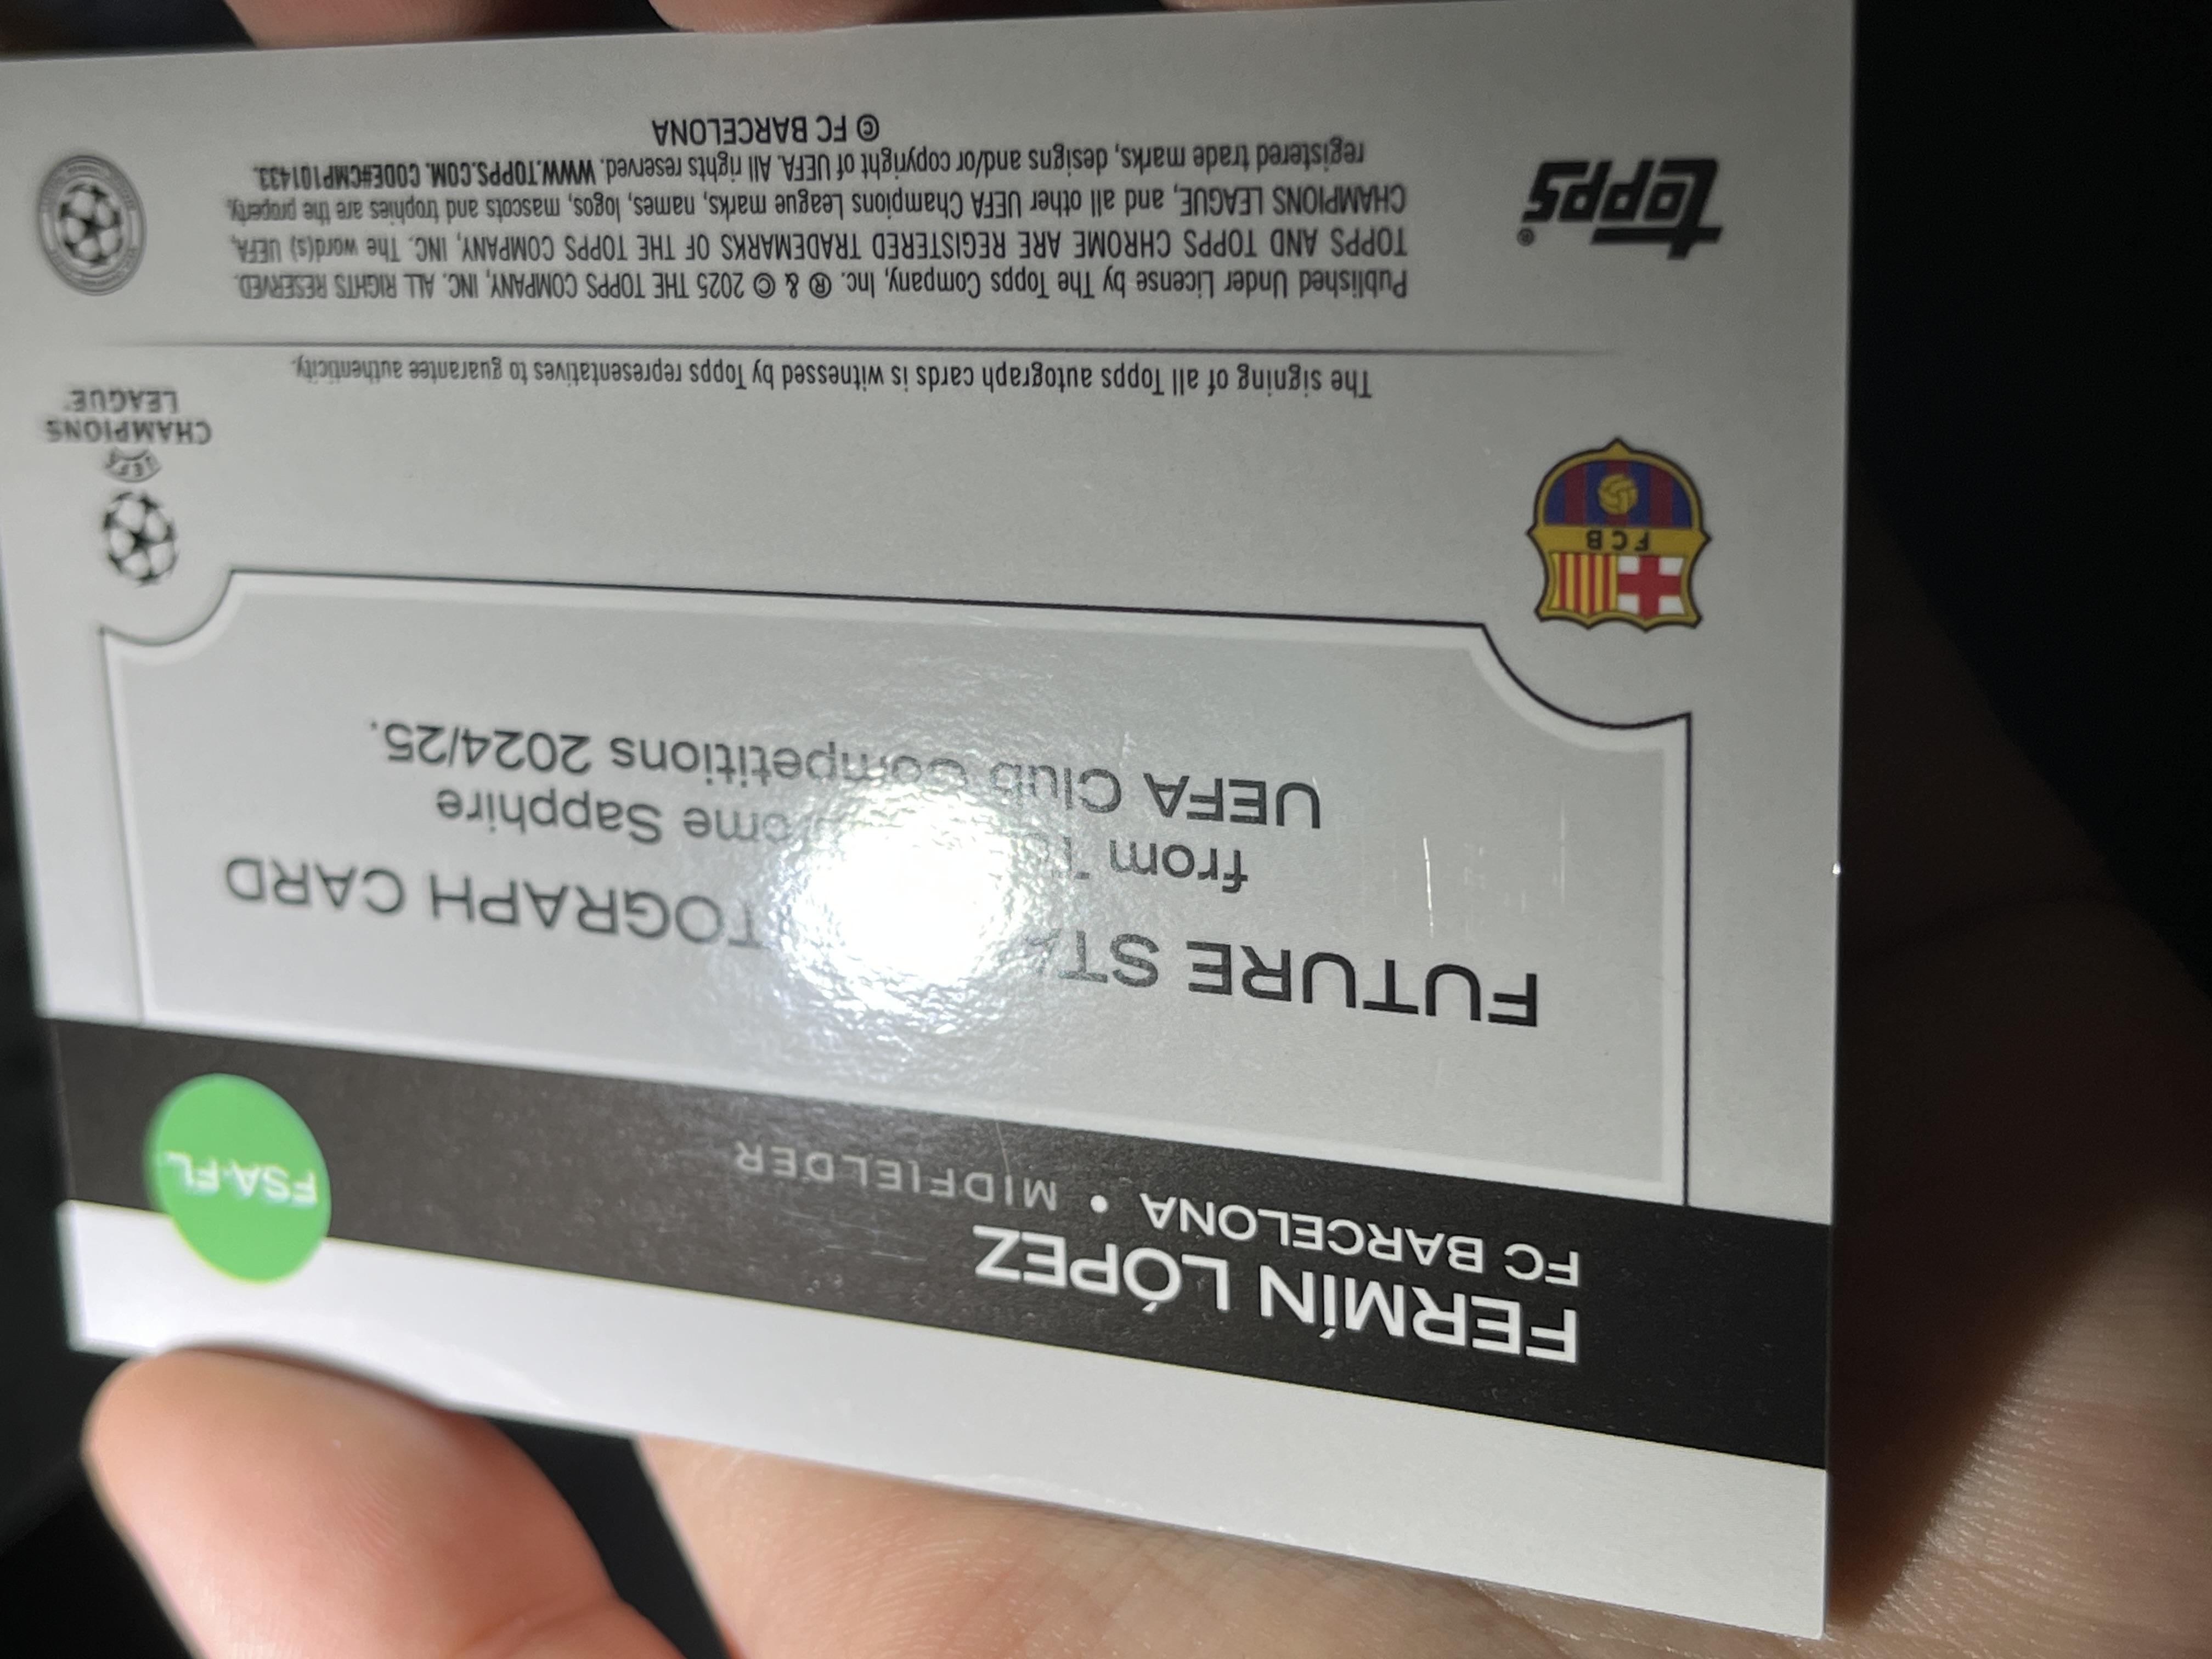 FERMÍN LÓPEZ
FC BARCELONA • MIDFIELDER
FSA-FL
FUTURE TOGRAPH CARD
from Sapphire
UEFA Club Competitions 2024/25.
FCB
UEFA
CHAMPIONS
LEAGUE
The signing of all Topps autograph cards is witnessed by Topps representatives to guarantee authenticity.
topps®
Published Under License by The Topps Company, Inc. ® & © 2025 THE TOPPS COMPANY, INC. ALL RIGHTS RESERVED.
TOPPS AND TOPPS CHROME ARE REGISTERED TRADEMARKS OF THE TOPPS COMPANY, INC. The word(s) UEFA,
CHAMPIONS LEAGUE, and all other UEFA Champions League marks, names, logos, mascots and trophies are the property,
registered trade marks, designs and/or copyright of UEFA. All rights reserved. WWW.TOPPS.COM. CODE#CMP101433.
© FC BARCELONA